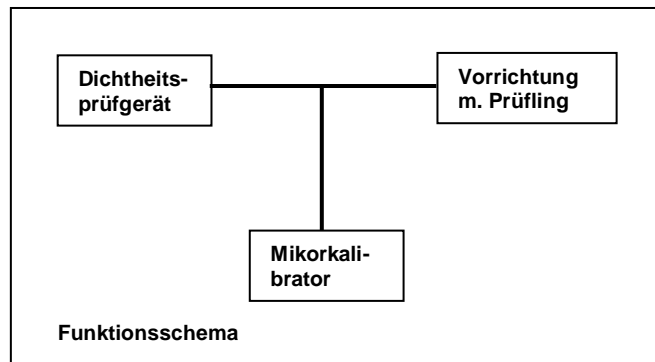 Dichtheits-
prüfgerät
Vorrichtung
m. Prüfling
Mikorkali-
brator
Funktionsschema